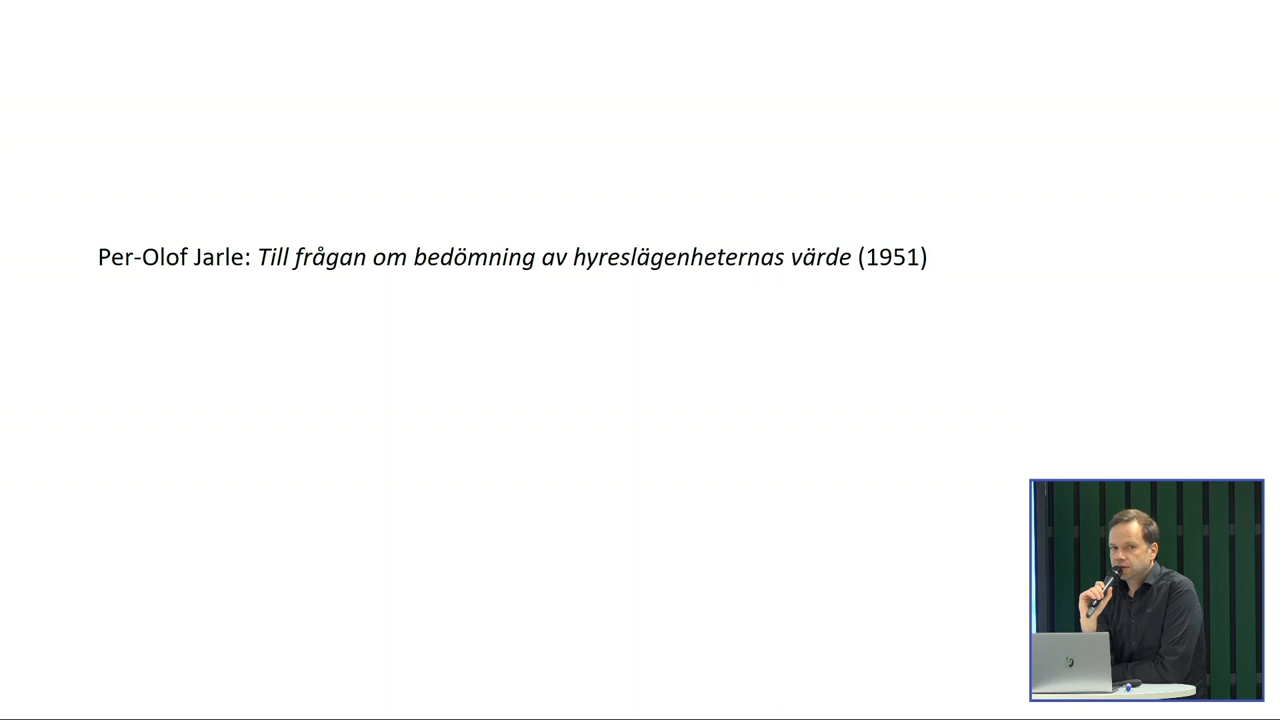 Per-Olof Jarle: Till frågan om bedömning av hyreslägenheternas värde (1951)